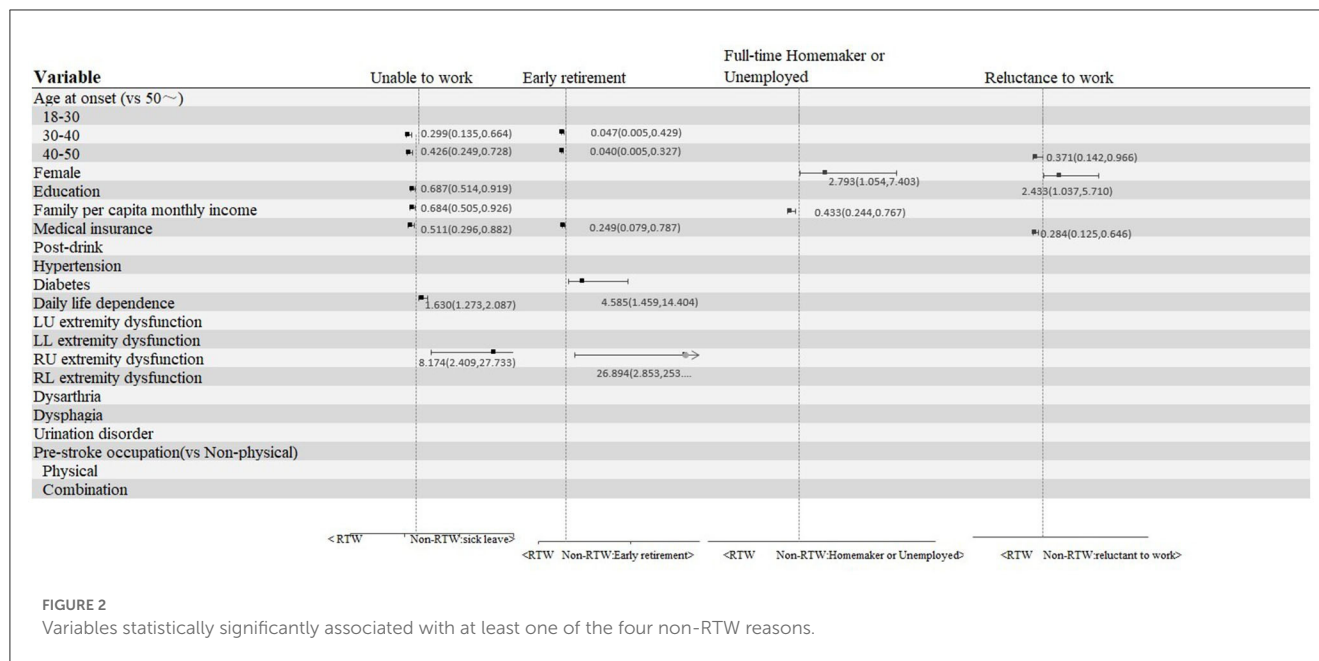 Full-time Homemaker or
Variable Unable to work Early retirement Unemployed Reluctance to work
Age at onset (vs 50～)
18-30
30-40 0.299(0.135,0.664) 0.047(0.005,0.429)
40-50 0.426(0.249,0.728) 0.040(0.005,0.327) 0.371(0.142,0.966)
Female 2.793(1.054,7.403)
Education 0.687(0.514,0.919) 2.433(1.037,5.710)
Family per capita monthly income 0.684(0.505,0.926) 0.433(0.244,0.767)
Medical insurance 0.511(0.296,0.882) 0.249(0.079,0.787) 0.284(0.125,0.646)
Post-drink
Hypertension
Diabetes
Daily life dependence 1.630(1.273,2.087) 4.585(1.459,14.404)
LU extremity dysfunction
LL extremity dysfunction
RU extremity dysfunction 8.174(2.409,27.733)
RL extremity dysfunction 26.894(2.853,253....
Dysarthria
Dysphagia
Urination disorder
Pre-stroke occupation(vs Non-physical)
Physical
Combination
<RTW Non-RTW:sick leave>
<RTW Non-RTW:Early retirement> <RTW Non-RTW:Homemaker or Unemployed> <RTW Non-RTW:reluctant to work>
FIGURE 2
Variables statistically significantly associated with at least one of the four non-RTW reasons.